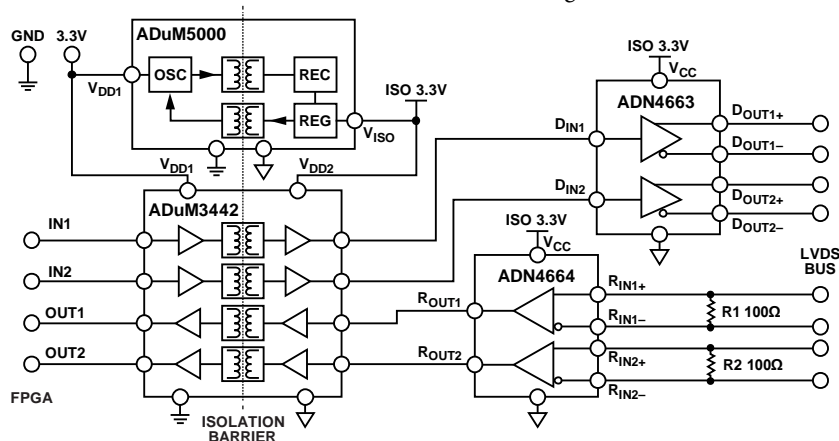 GND 3.3V
ADuM5000
OSC
REC
REG
VDD1
VISO
ISO 3.3V
VDD1
VDD2
ADuM3442
IN1
IN2
OUT1
OUT2
FPGA
ISOLATION
BARRIER
ISO 3.3V
VCC
ADN4663
DIN1
DIN2
DOUT1+
DOUT1–
DOUT2+
DOUT2–
ISO 3.3V
VCC
ADN4664
ROUT1
ROUT2
RIN1+
RIN1–
RIN2+
RIN2–
LVDS
BUS
R1 100Ω
R2 100Ω